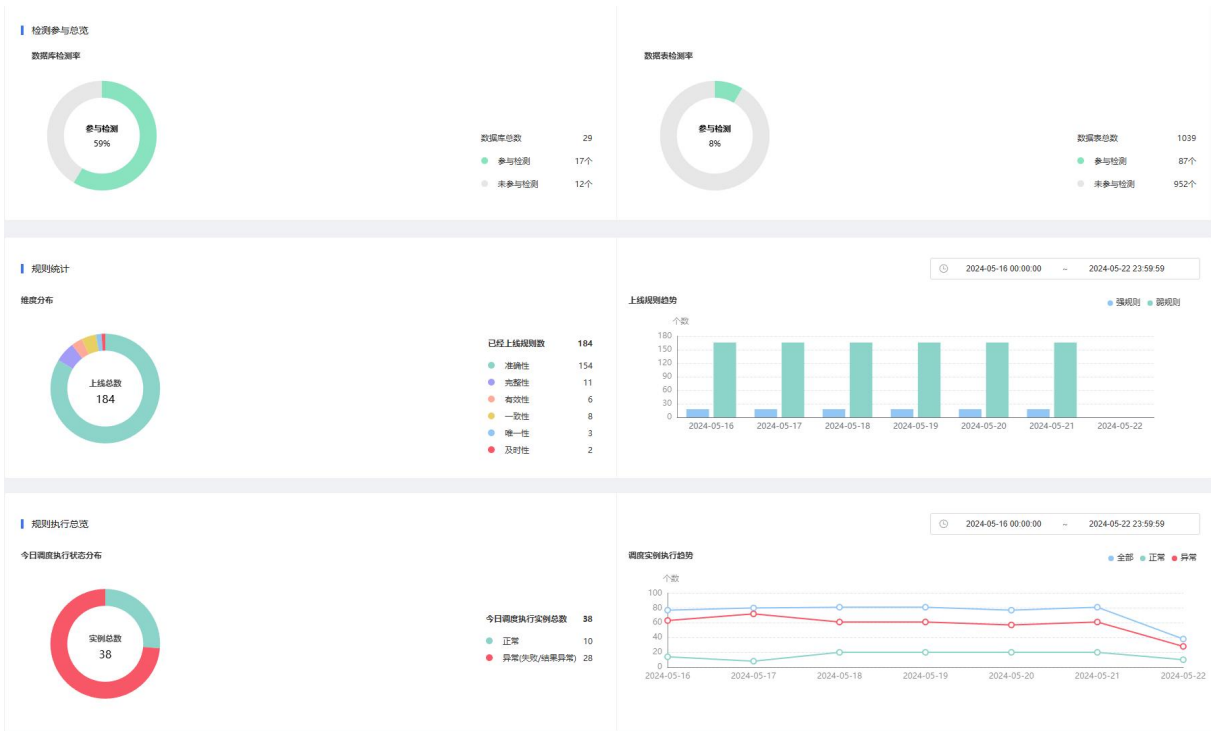 检测参与总览
数据库检测率
参与检测
59%
数据库总数 29
参与检测 17个
未参与检测 12个
数据表检测率
参与检测
8%
数据表总数 1039
参与检测 87个
未参与检测 952个
规则统计
维度分布
上线总数
184
已经上线规则数 184
准确性 154
完整性 11
有效性 6
一致性 8
唯一性 3
及时性 2
2024-05-16 00:00:00 ~ 2024-05-22 23:59:59
上线规则趋势
强规则 弱规则
个数
180
150
120
90
60
30
0
2024-05-16 2024-05-17 2024-05-18 2024-05-19 2024-05-20 2024-05-21 2024-05-22
规则执行总览
今日调度执行状态分布
实例总数
38
今日调度执行实例总数 38
正常 10
异常(失败/结果异常) 28
2024-05-16 00:00:00 ~ 2024-05-22 23:59:59
调度实例执行趋势
全部 正常 异常
个数
100
80
60
40
20
0
2024-05-16 2024-05-17 2024-05-18 2024-05-19 2024-05-20 2024-05-21 2024-05-22